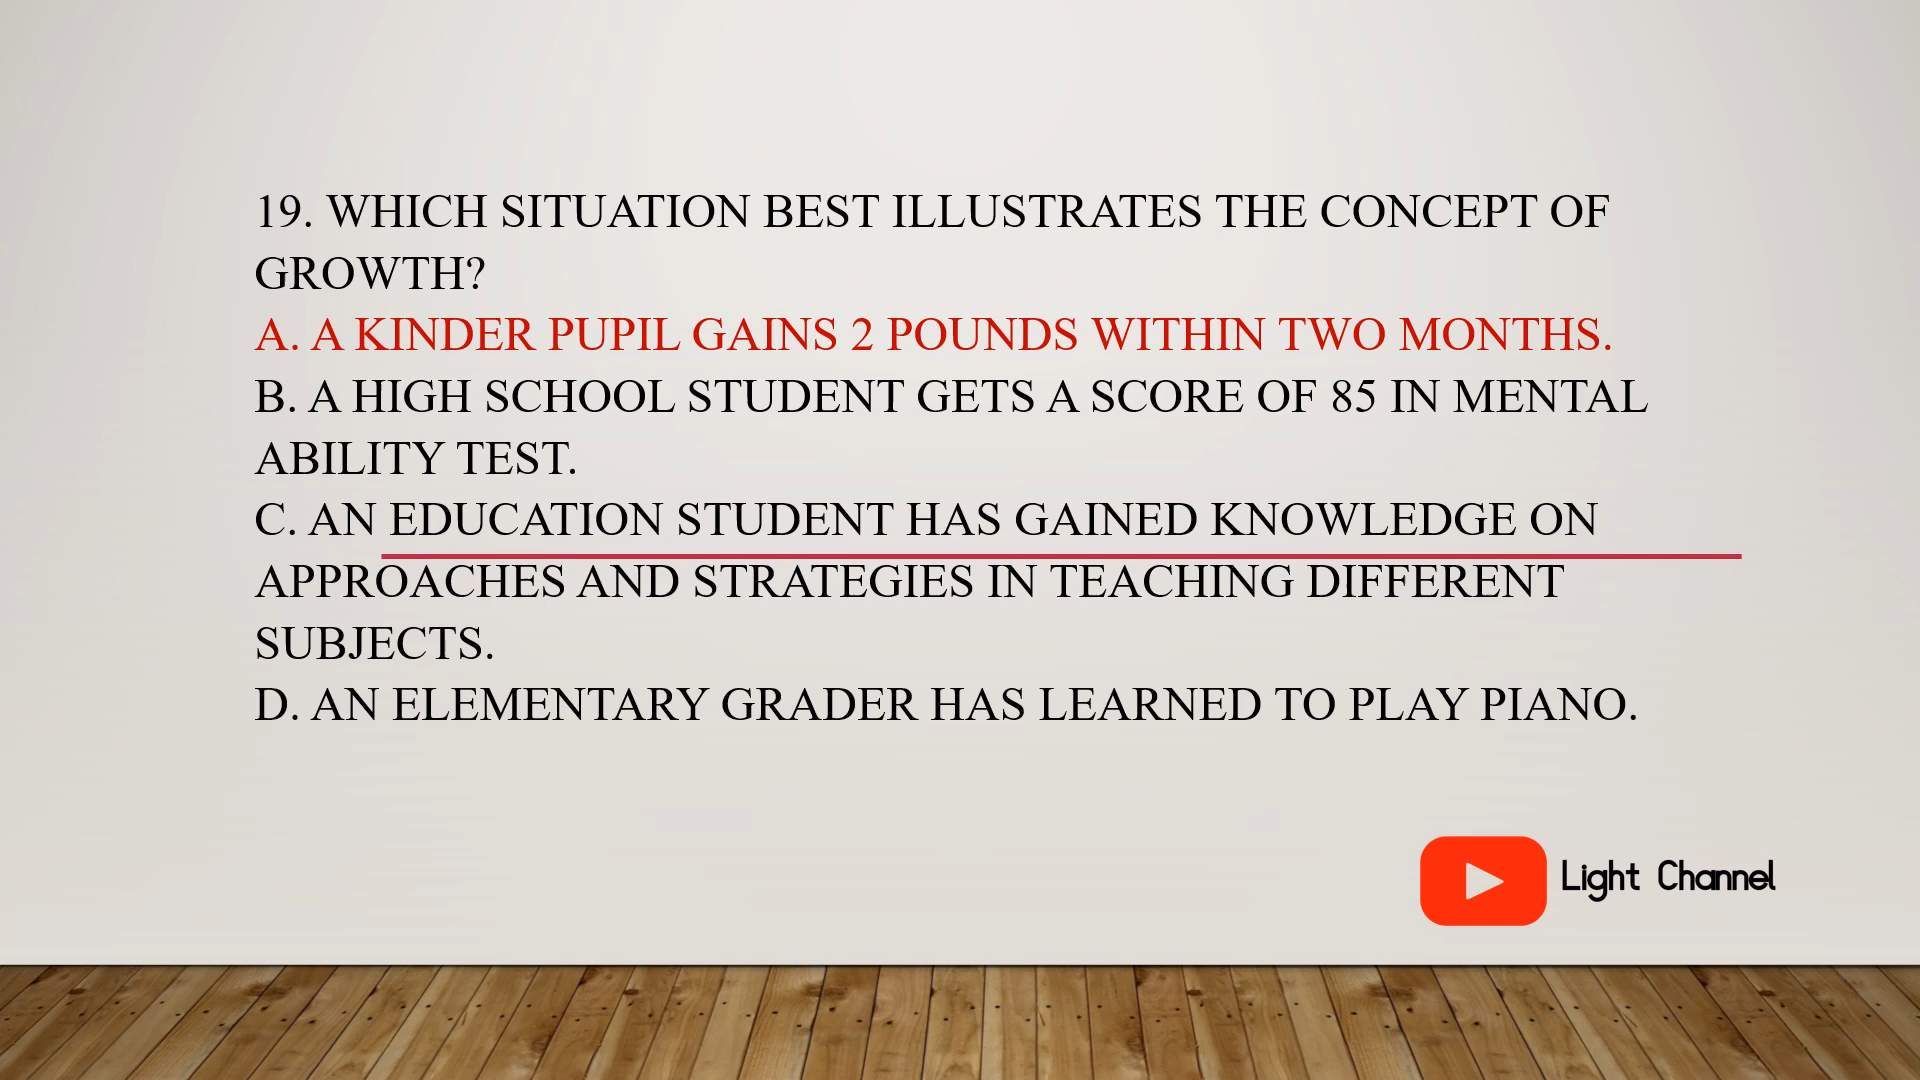 19. WHICH SITUATION BEST ILLUSTRATES THE CONCEPT OF
GROWTH?
A. A KINDER PUPIL GAINS 2 POUNDS WITHIN TWO MONTHS.
B. A HIGH SCHOOL STUDENT GETS A SCORE OF 85 IN MENTAL
ABILITY TEST.
C. AN EDUCATION STUDENT HAS GAINED KNOWLEDGE ON
APPROACHES AND STRATEGIES IN TEACHING DIFFERENT
SUBJECTS.
D. AN ELEMENTARY GRADER HAS LEARNED TO PLAY PIANO.
Light Channel